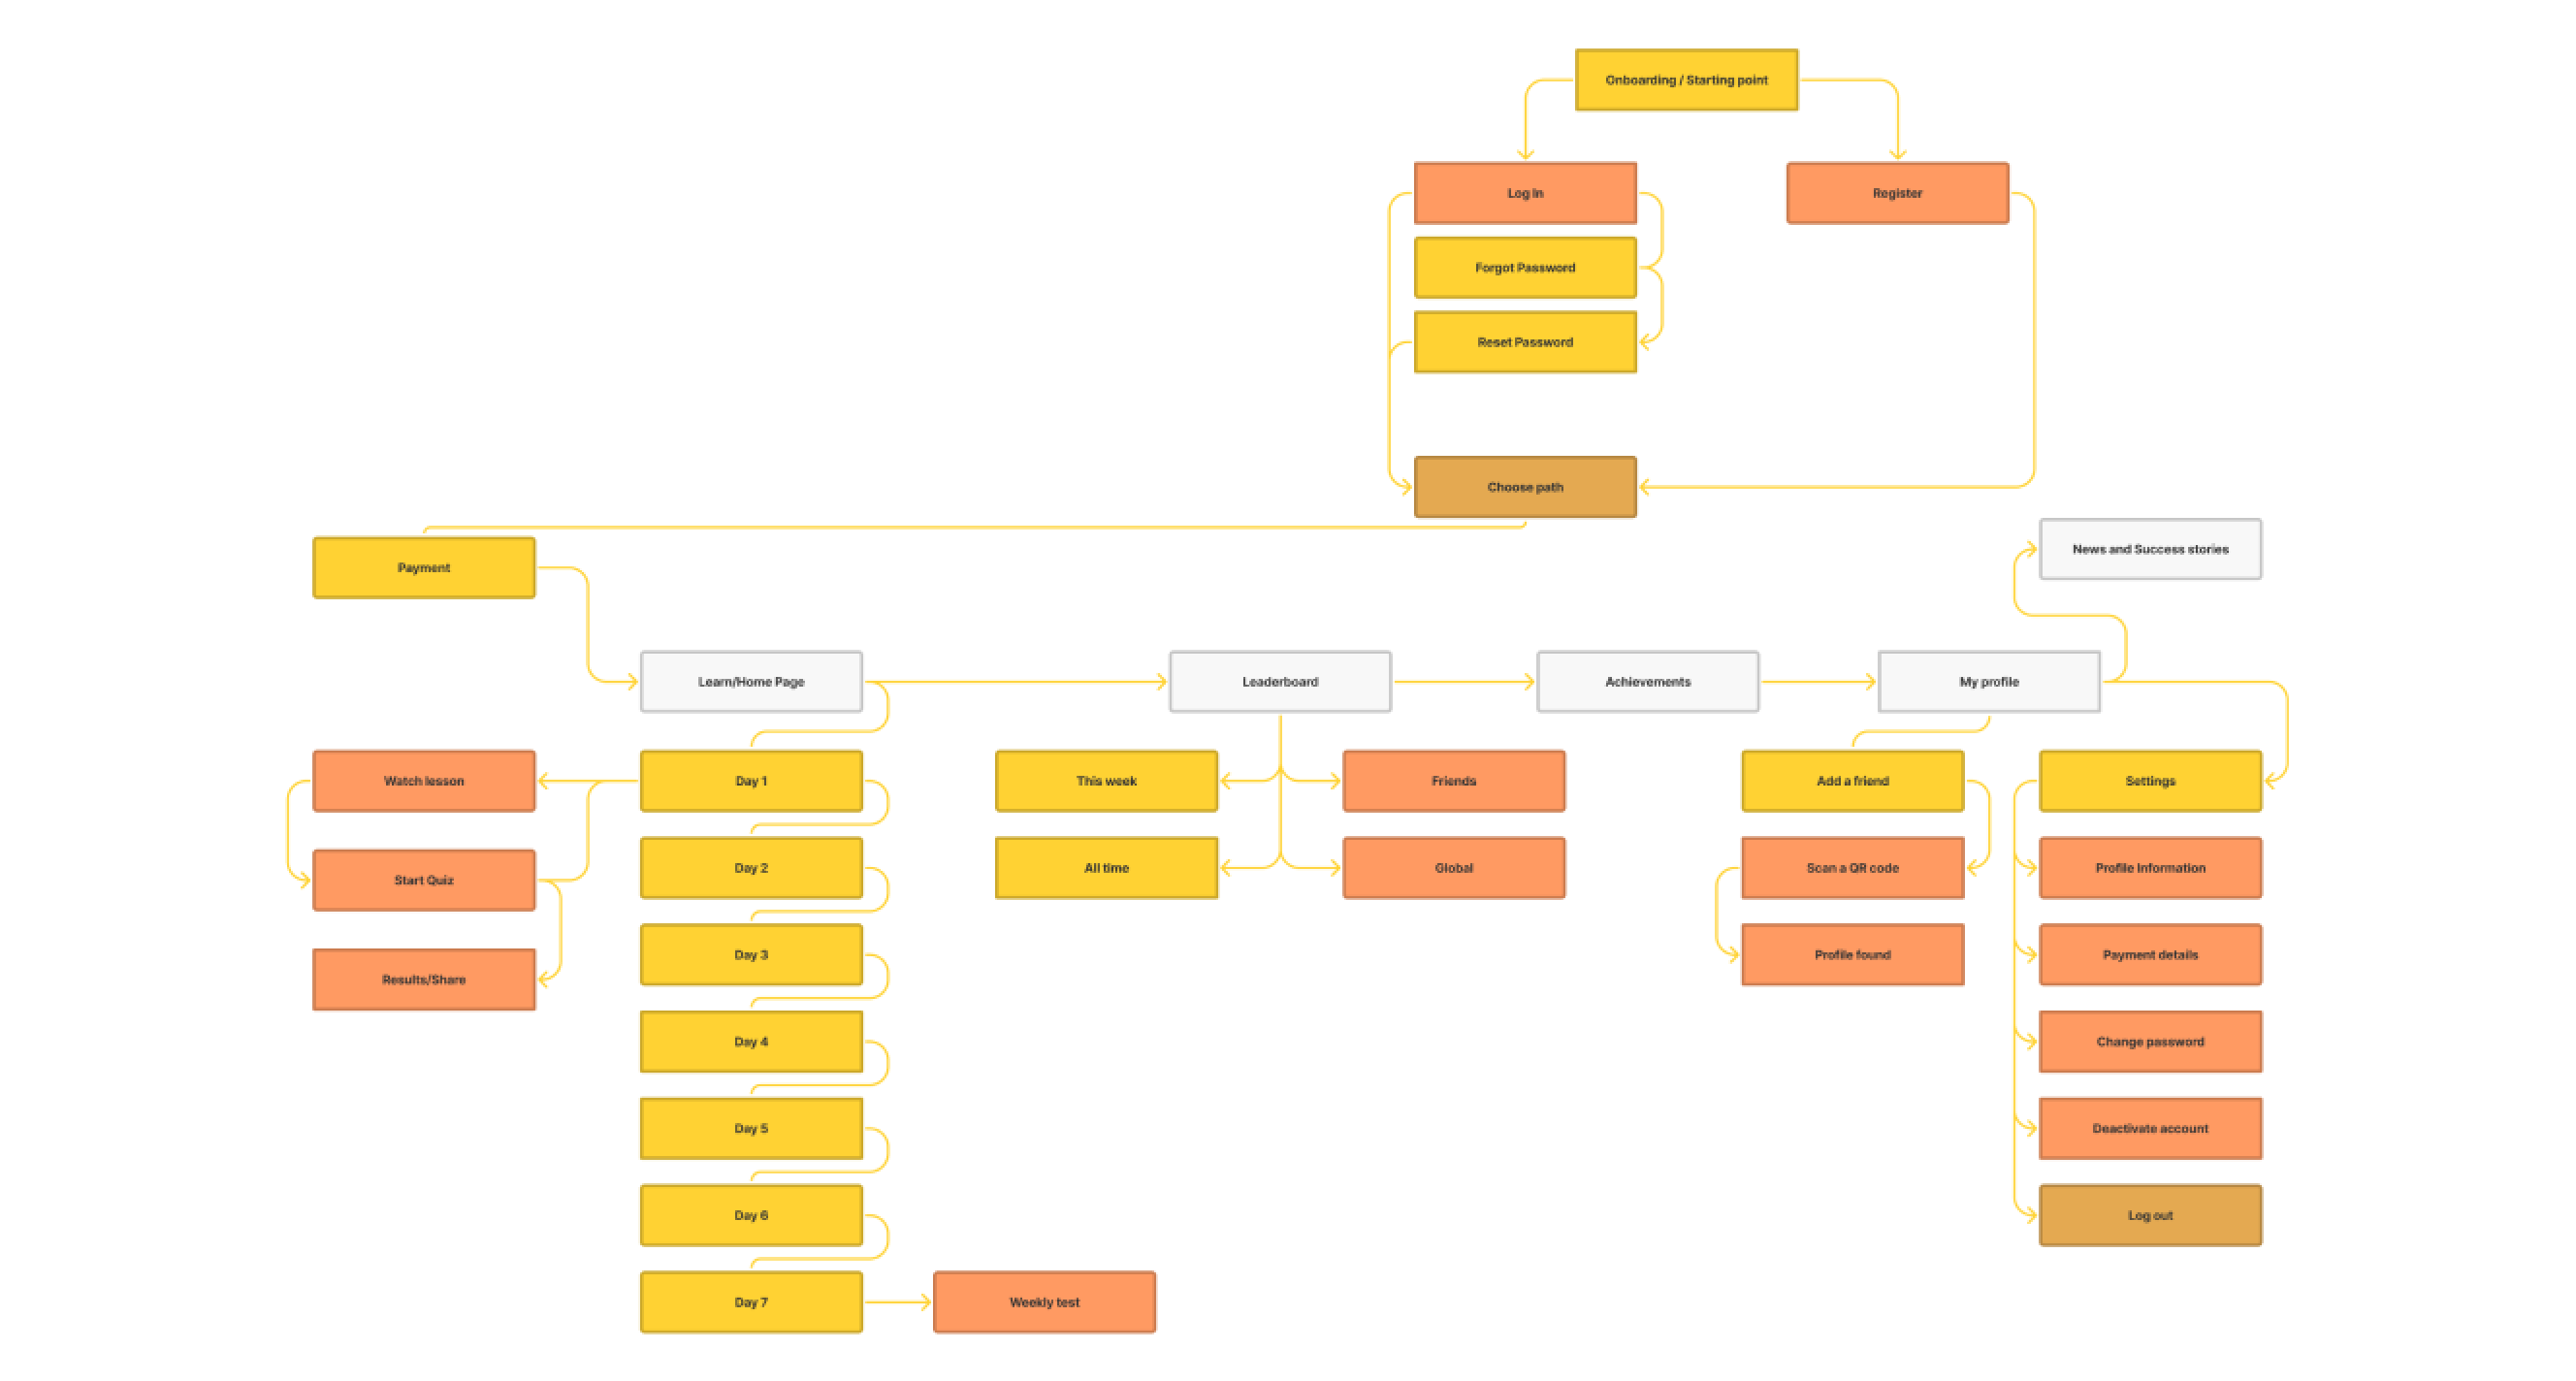 Onboarding / Starting point
Log In
Register
Forgot Password
Reset Password
Choose path
News and Success stories
Payment
Learn/Home Page
Leaderboard
Achievements
My profile
Watch lesson
Day 1
This week
Friends
Add a friend
Settings
Start Quiz
Day 2
All time
Global
Scan a QR code
Profile Information
Results/Share
Day 3
Profile found
Payment details
Day 4
Change password
Day 5
Deactivate account
Day 6
Log out
Day 7
Weekly test